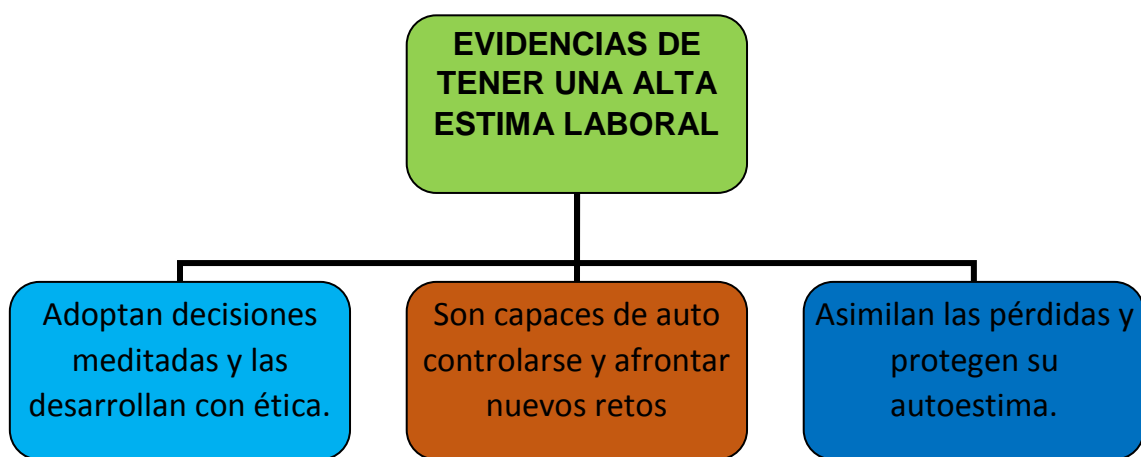 EVIDENCIAS DE
TENER UNA ALTA
ESTIMA LABORAL
Adoptan decisiones
meditadas y las
desarrollan con ética.
Son capaces de auto
controlarse y afrontar
nuevos retos
Asimilan las pérdidas y
protegen su
autoestima.